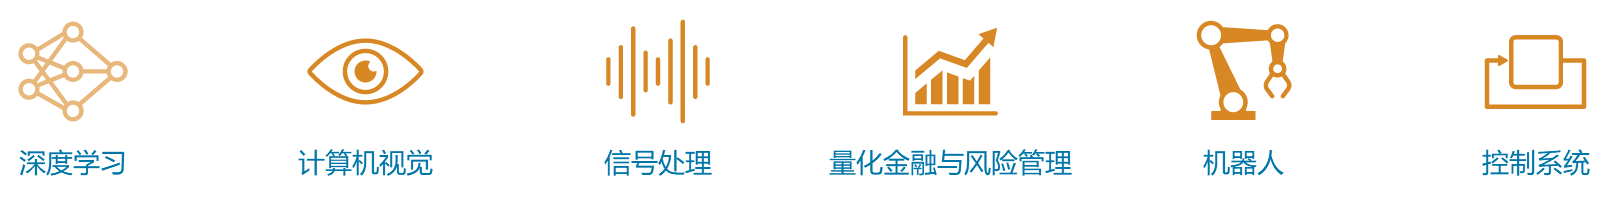 深度学习
计算机视觉
信号处理
量化金融与风险管理
机器人
控制系统